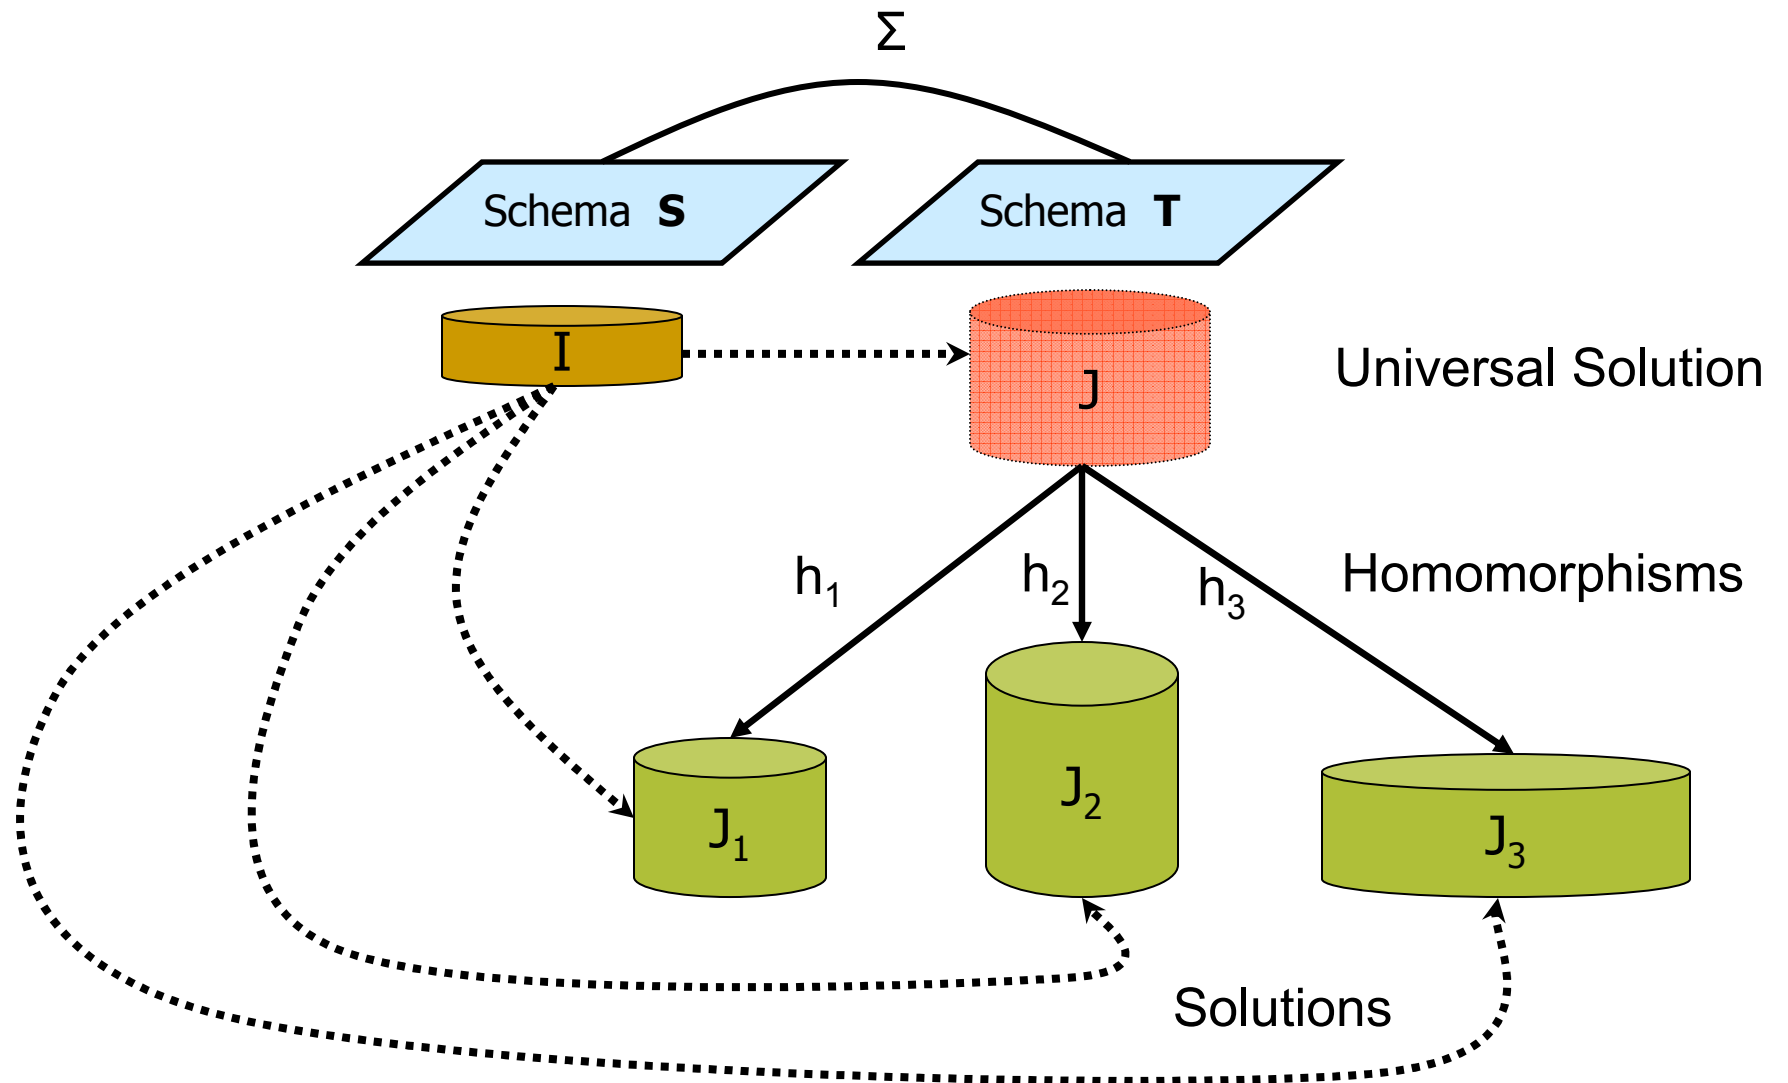 Σ
Schema S
Schema T
I
J
Universal Solution
h1
h2
h3
Homomorphisms
J1
J2
J3
Solutions